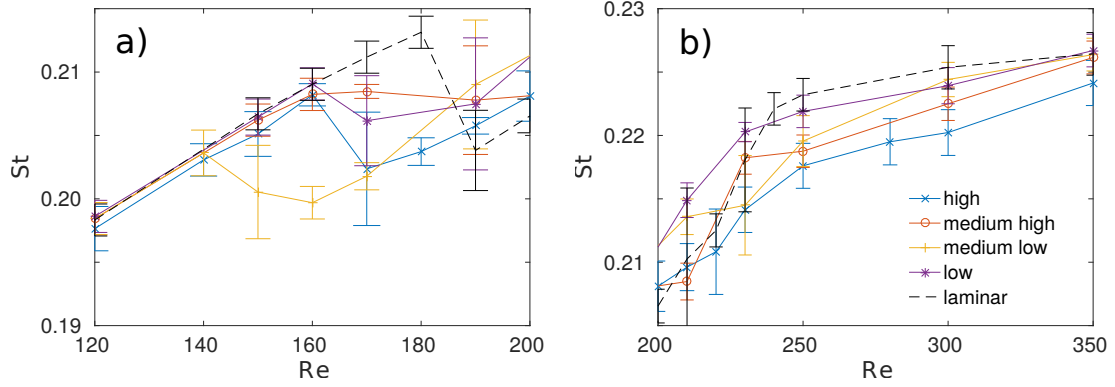 a)
0.21
0.20
0.19
St
120 140 160 180 200
Re
b)
0.23
0.22
0.21
St
high
medium high
medium low
low
laminar
200 250 300 350
Re